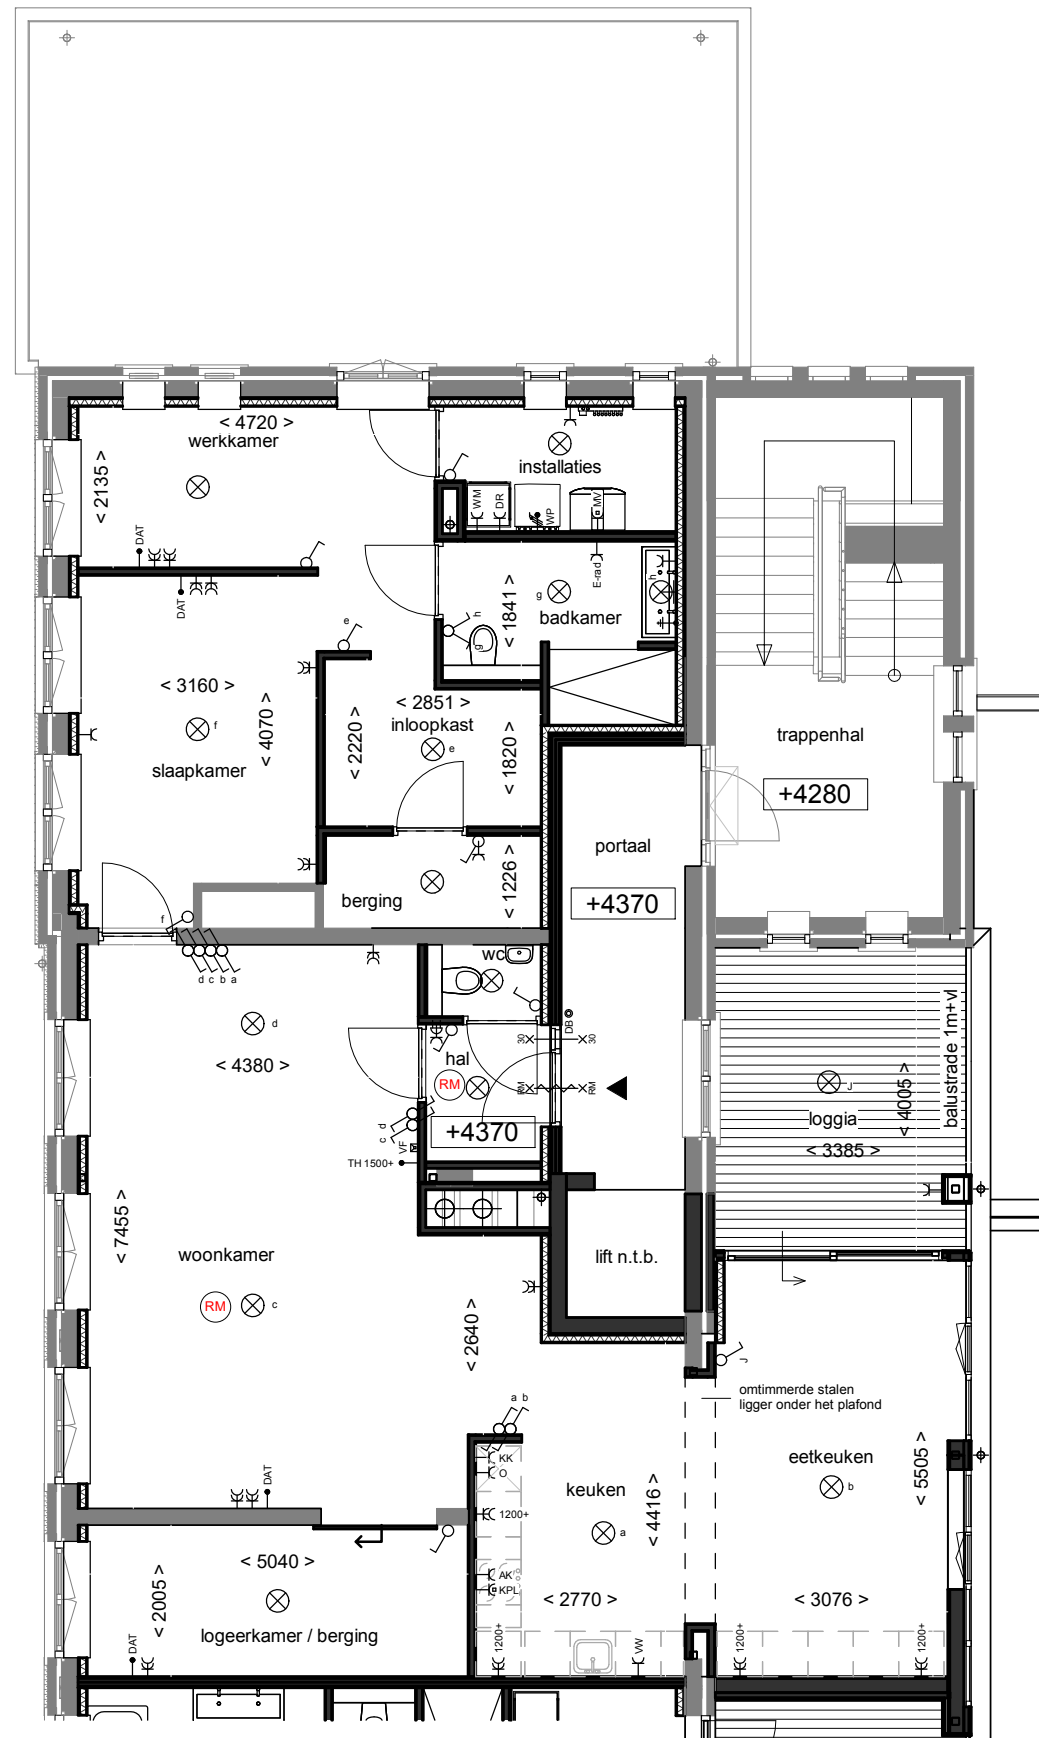 < 4720 >
werkkamer
< 2135 >
installaties
WM
DR
WP
MV
DAT
DAT
E-rad
h
g
badkamer
< 1841 >
h
g
e
< 3160 >
f
< 4070 >
slaapkamer
< 2851 >
inloopkast
e
< 2220 >
< 1820 >
trappenhal
+4280
portaal
+4370
berging
< 1226 >
f
d c b a
wc
d
< 4380 >
hal
RM
DB
30
30
RM
RM
+4370
c d
VF
TH 1500+
J
loggia
< 4005 >
balustrade 1m+vl
< 3385 >
< 7455 >
woonkamer
RM
c
lift n.t.b.
< 2640 >
J
omtimmerde stalen
ligger onder het plafond
a b
KK
O
1200+
AK
KPL
keuken
a
< 4416 >
eetkeuken
b
< 5505 >
DAT
< 5040 >
< 2005 >
logeerkamer / berging
DAT
< 2770 >
< 3076 >
1200+
VW
1200+
1200+